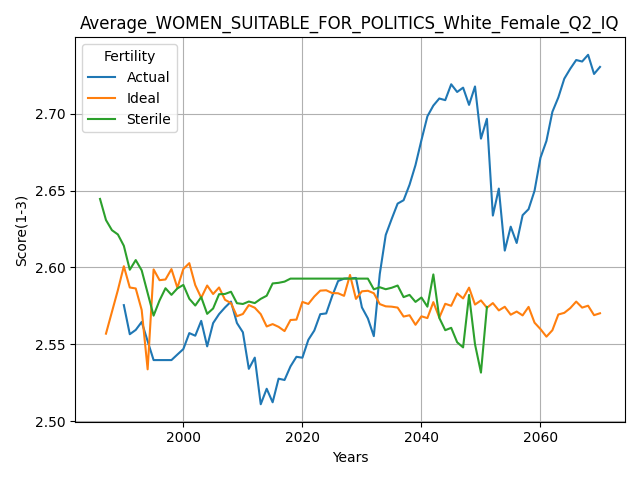 Average_WOMEN_SUITABLE_FOR_POLITICS_White_Female_Q2_IQ
Fertility
Actual
Ideal
Sterile
Score(1-3)
2.70
2.65
2.60
2.55
2.50
2000 2020 2040 2060
Years